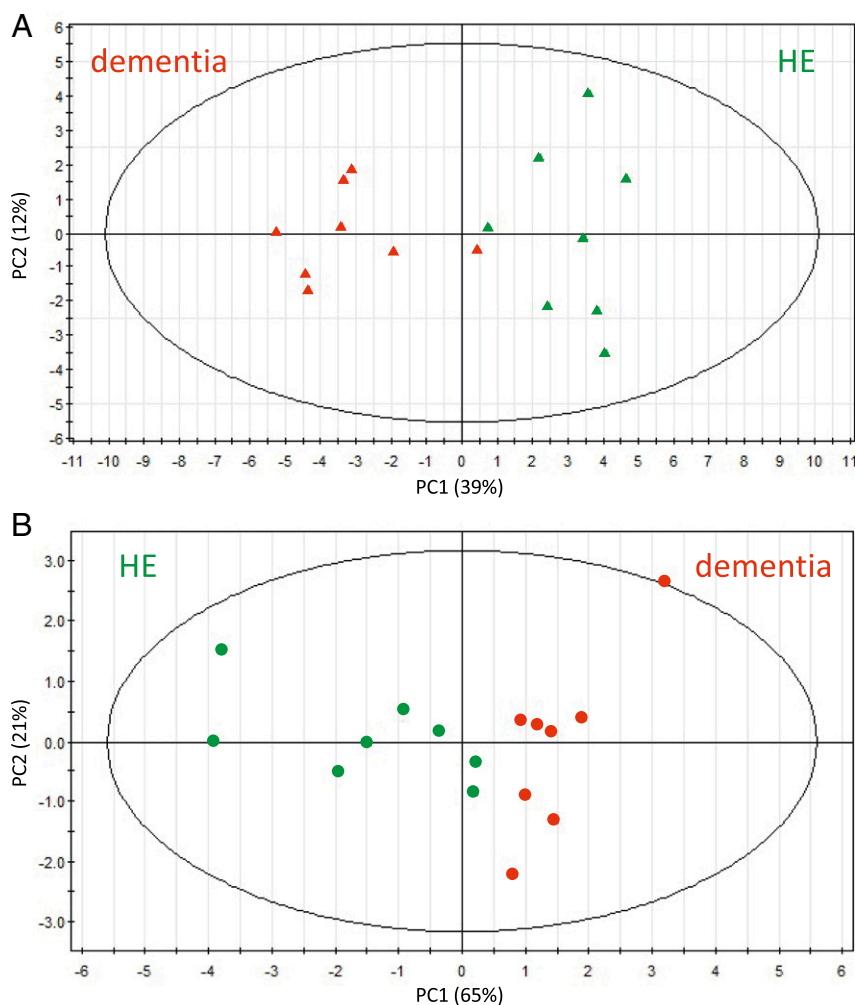 A
dementia
HE
6
5
4
3
2
1
0
-1
-2
-3
-4
-5
-6
PC2 (12%)
-11 -10 -9 -8 -7 -6 -5 -4 -3 -2 -1 0 1 2 3 4 5 6 7 8 9 10 11
PC1 (39%)
B
HE
dementia
3.0
2.0
1.0
0.0
-1.0
-2.0
-3.0
PC2 (21%)
-6 -5 -4 -3 -2 -1 0 1 2 3 4 5 6
PC1 (65%)